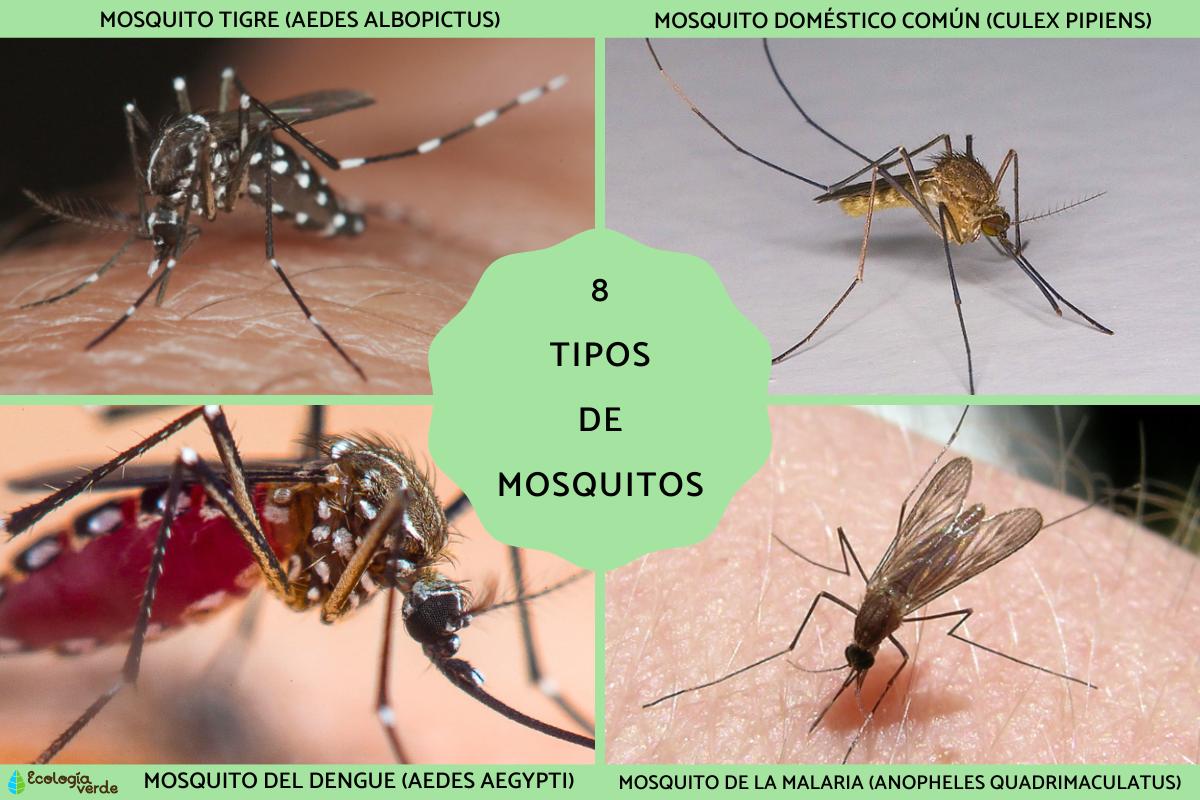 MOSQUITO TIGRE (AEDES ALBOPICTUS)
MOSQUITO DOMÉSTICO COMÚN (CULEX PIPIENS)
8
TIPOS
DE
MOSQUITOS
Ecología
verde
MOSQUITO DEL DENGUE (AEDES AEGYPTI)
MOSQUITO DE LA MALARIA (ANOPHELES QUADRIMACULATUS)